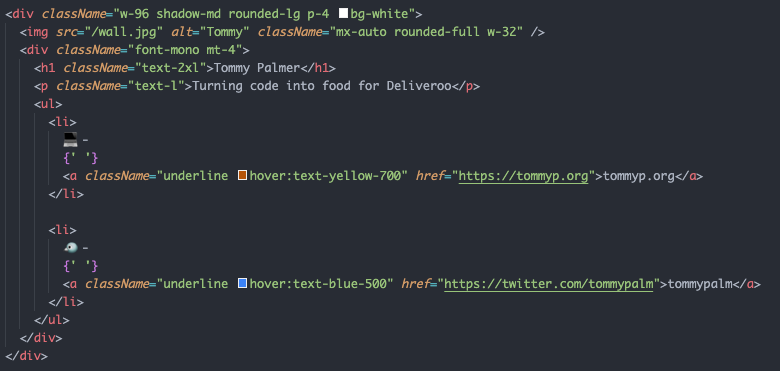 <div className="w-96 shadow-md rounded-lg p-4 bg-white">
<img src="/wall.jpg" alt="Tommy" className="mx-auto rounded-full w-32" />
<div className="font-mono mt-4">
<h1 className="text-2xl">Tommy Palmer</h1>
<p className="text-l">Turning code into food for Deliveroo</p>
<ul>
<li>
💻 -
{' '}
<a className="underline hover:text-yellow-700" href="https://tommyp.org">tommyp.org</a>
</li>
<li>
🐦 -
{' '}
<a className="underline hover:text-blue-500" href="https://twitter.com/tommypalm">tommypalm</a>
</li>
</ul>
</div>
</div>